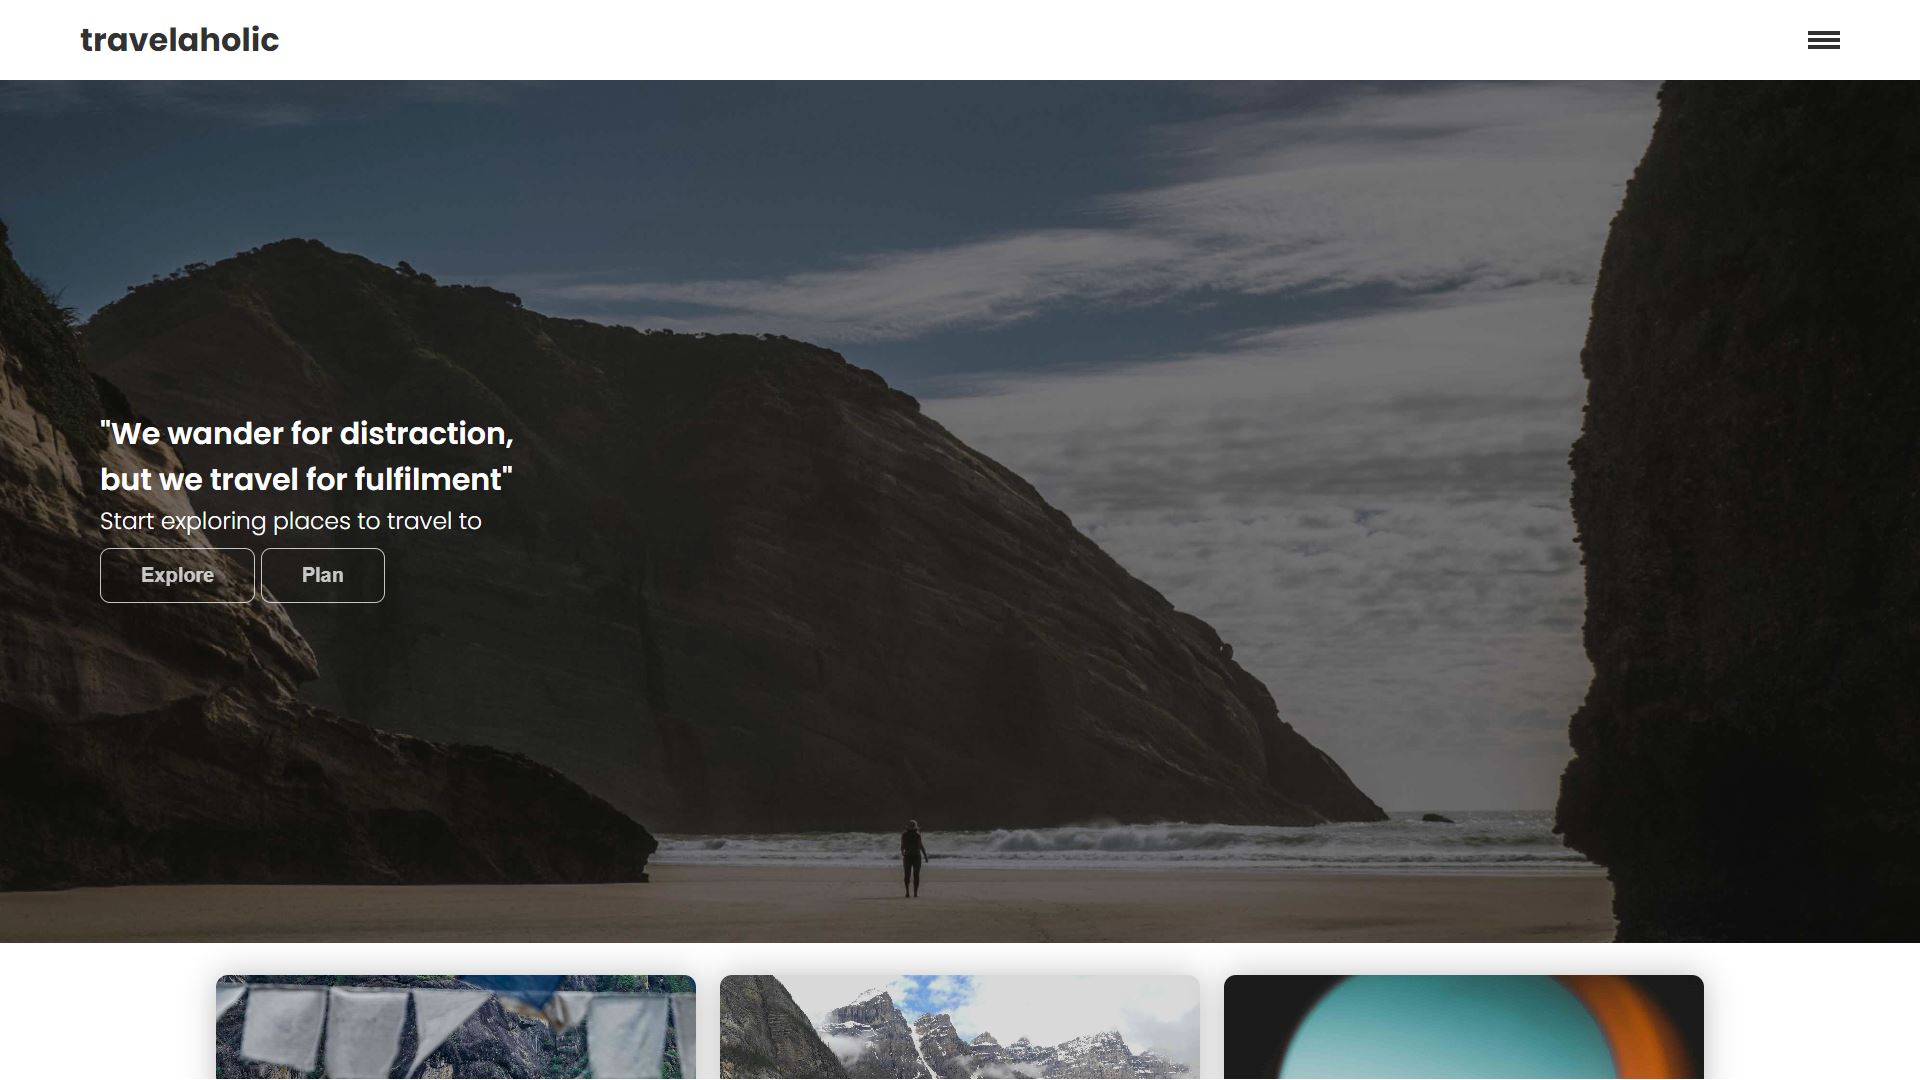 travelaholic
"We wander for distraction,
but we travel for fulfilment"
Start exploring places to travel to
Explore
Plan